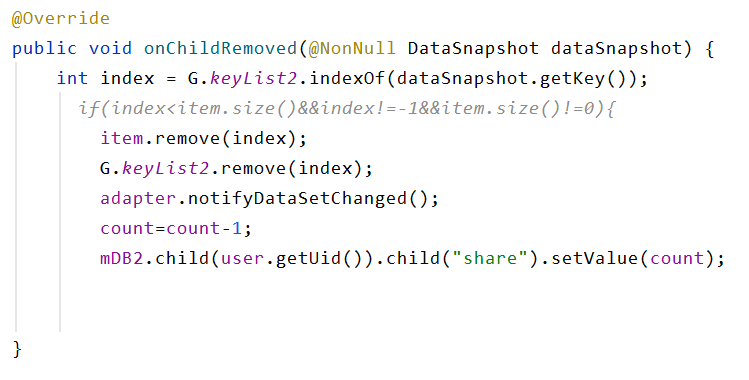 @Override
public void onChildRemoved(@NonNull DataSnapshot dataSnapshot) {
int index = G.keyList2.indexOf(dataSnapshot.getKey());
if(index<item.size()&&index!=-1&&item.size()!=0){
item.remove(index);
G.keyList2.remove(index);
adapter.notifyDataSetChanged();
count=count-1;
mDB2.child(user.getUid()).child("share").setValue(count);
}